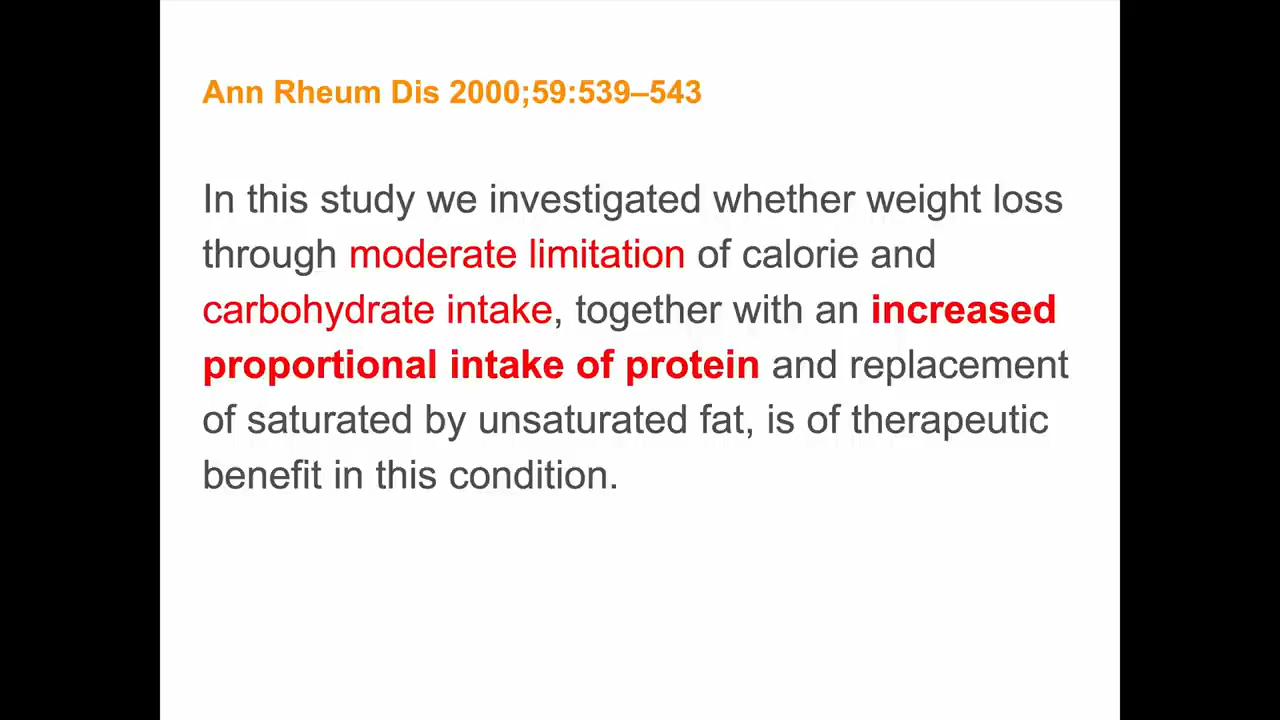 Ann Rheum Dis 2000;59:539–543
In this study we investigated whether weight loss
through moderate limitation of calorie and
carbohydrate intake, together with an increased
proportional intake of protein and replacement
of saturated by unsaturated fat, is of therapeutic
benefit in this condition.